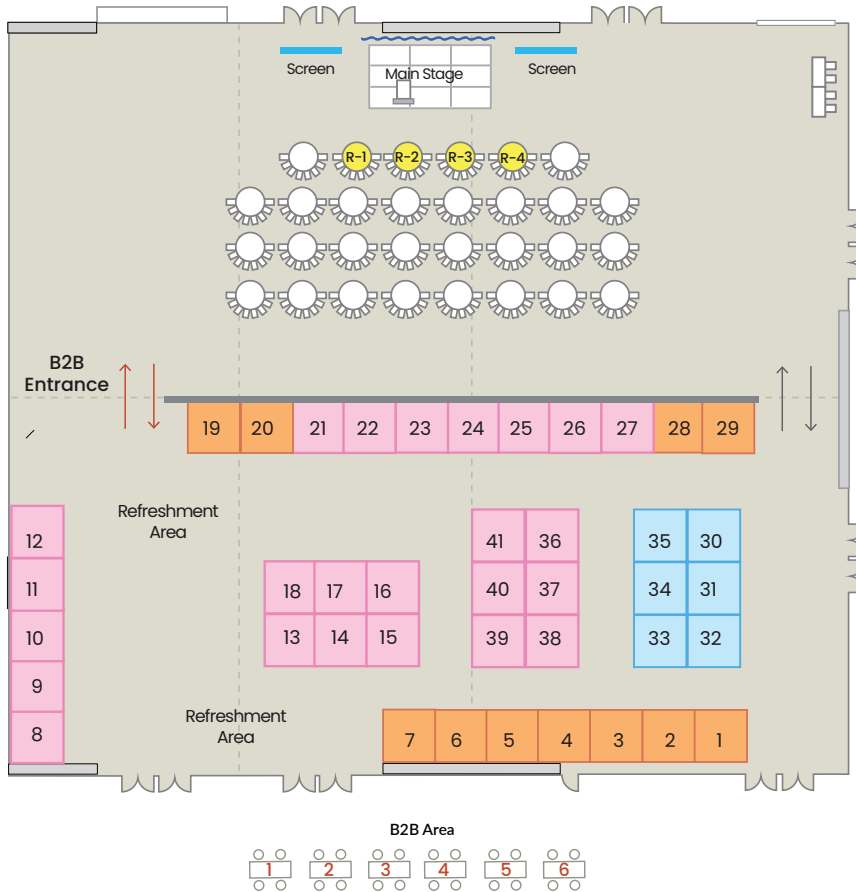 Screen
Main Stage
Screen
R-1 R-2 R-3 R-4
B2B
Entrance
19 20 21 22 23 24 25 26 27 28 29
Refreshment
Area
12
11
10
9
8
18 17 16
13 14 15
41 36
40 37
39 38
35 30
34 31
33 32
Refreshment
Area
7 6 5 4 3 2 1
B2B Area
1 2 3 4 5 6